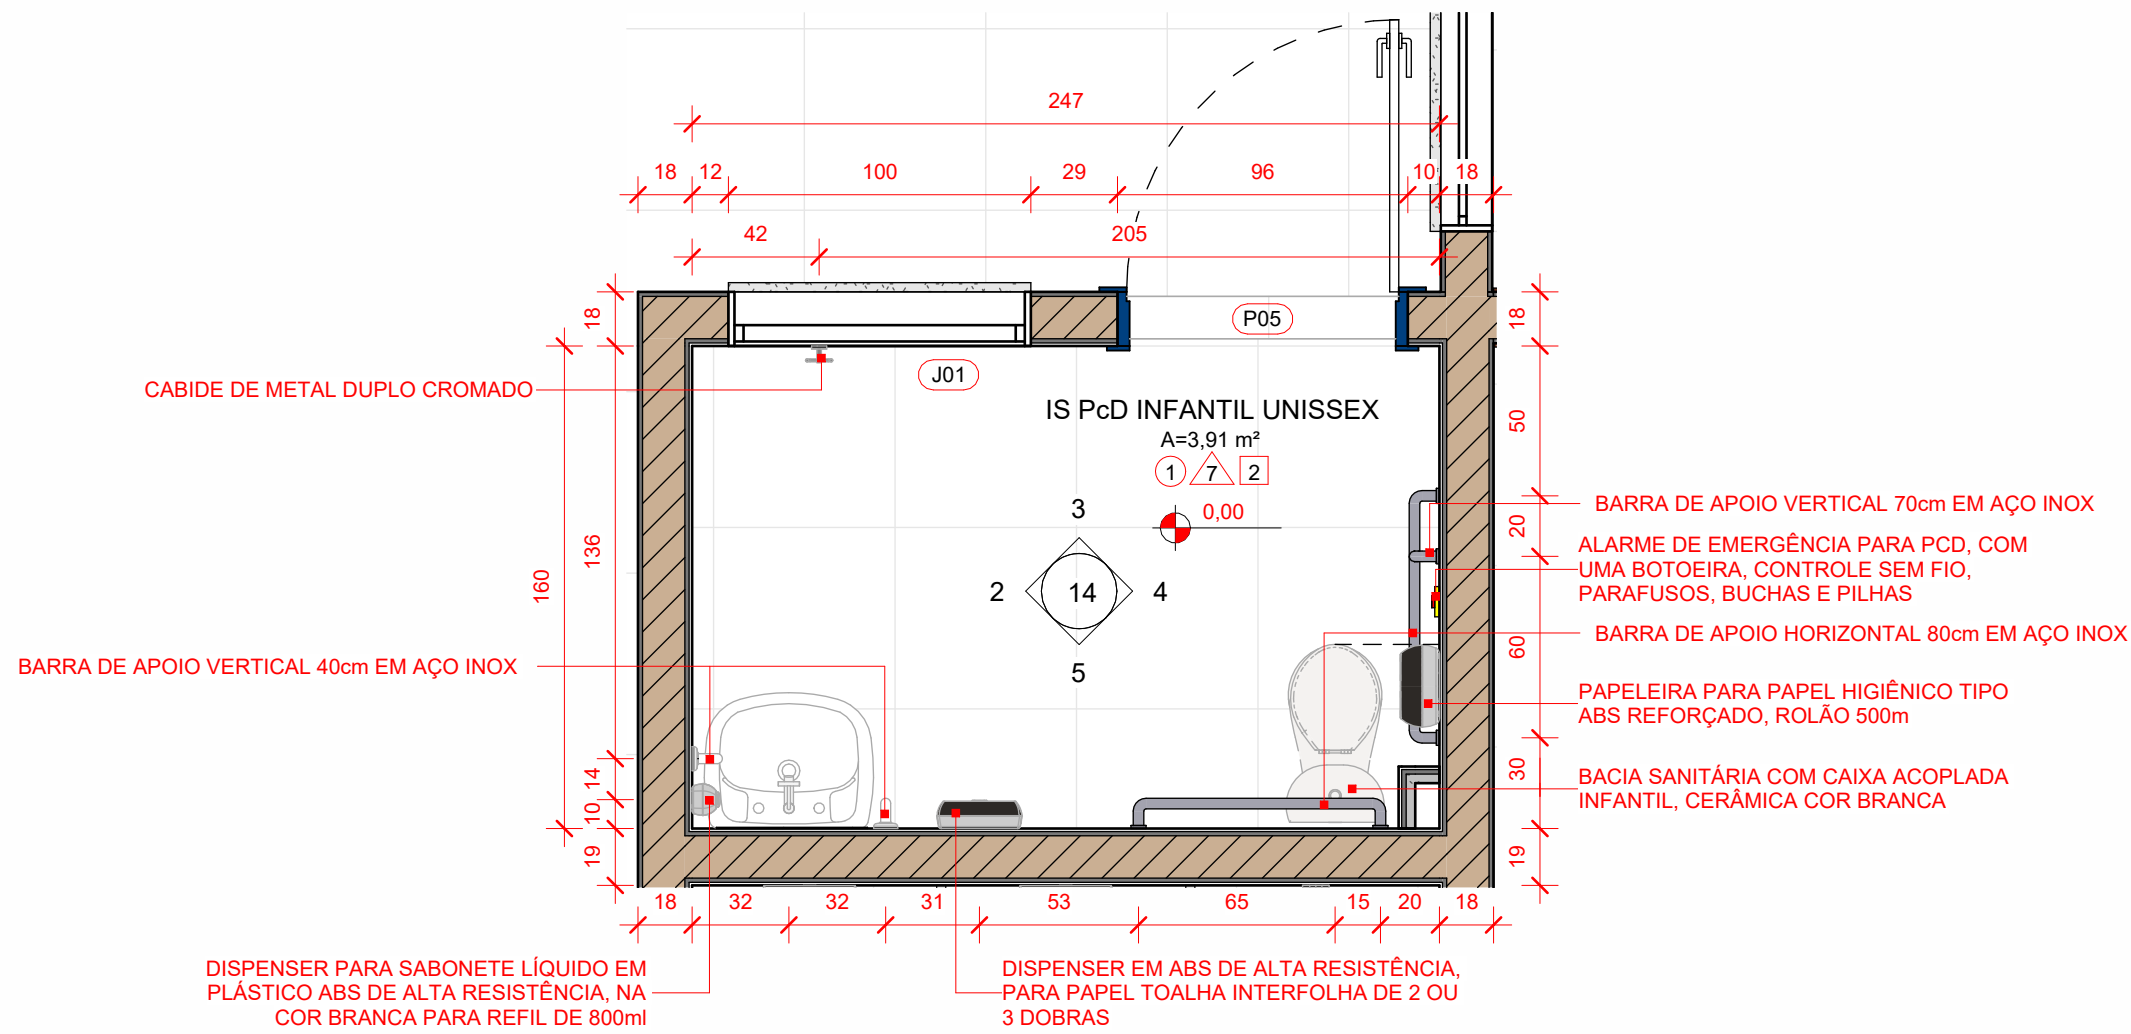 247
18 12 100 29 96 10 18
42 205
18
P05
18
J01
CABIDE DE METAL DUPLO CROMADO
IS PcD INFANTIL UNISSEX
A=3,91 m²
1 7 2
50
3
0,00
BARRA DE APOIO VERTICAL 70cm EM AÇO INOX
20
136
160
ALARME DE EMERGÊNCIA PARA PCD, COM
UMA BOTOEIRA, CONTROLE SEM FIO,
PARAFUSOS, BUCHAS E PILHAS
2 14 4
BARRA DE APOIO HORIZONTAL 80cm EM AÇO INOX
60
5
BARRA DE APOIO VERTICAL 40cm EM AÇO INOX
PAPELEIRA PARA PAPEL HIGIÊNICO TIPO
ABS REFORÇADO, ROLÃO 500m
14
30
BACIA SANITÁRIA COM CAIXA ACOPLADA
INFANTIL, CERÂMICA COR BRANCA
10
19
19
18 32 32 31 53 65 15 20 18
DISPENSER PARA SABONETE LÍQUIDO EM
PLÁSTICO ABS DE ALTA RESISTÊNCIA, NA
COR BRANCA PARA REFIL DE 800ml
DISPENSER EM ABS DE ALTA RESISTÊNCIA,
PARA PAPEL TOALHA INTERFOLHA DE 2 OU
3 DOBRAS